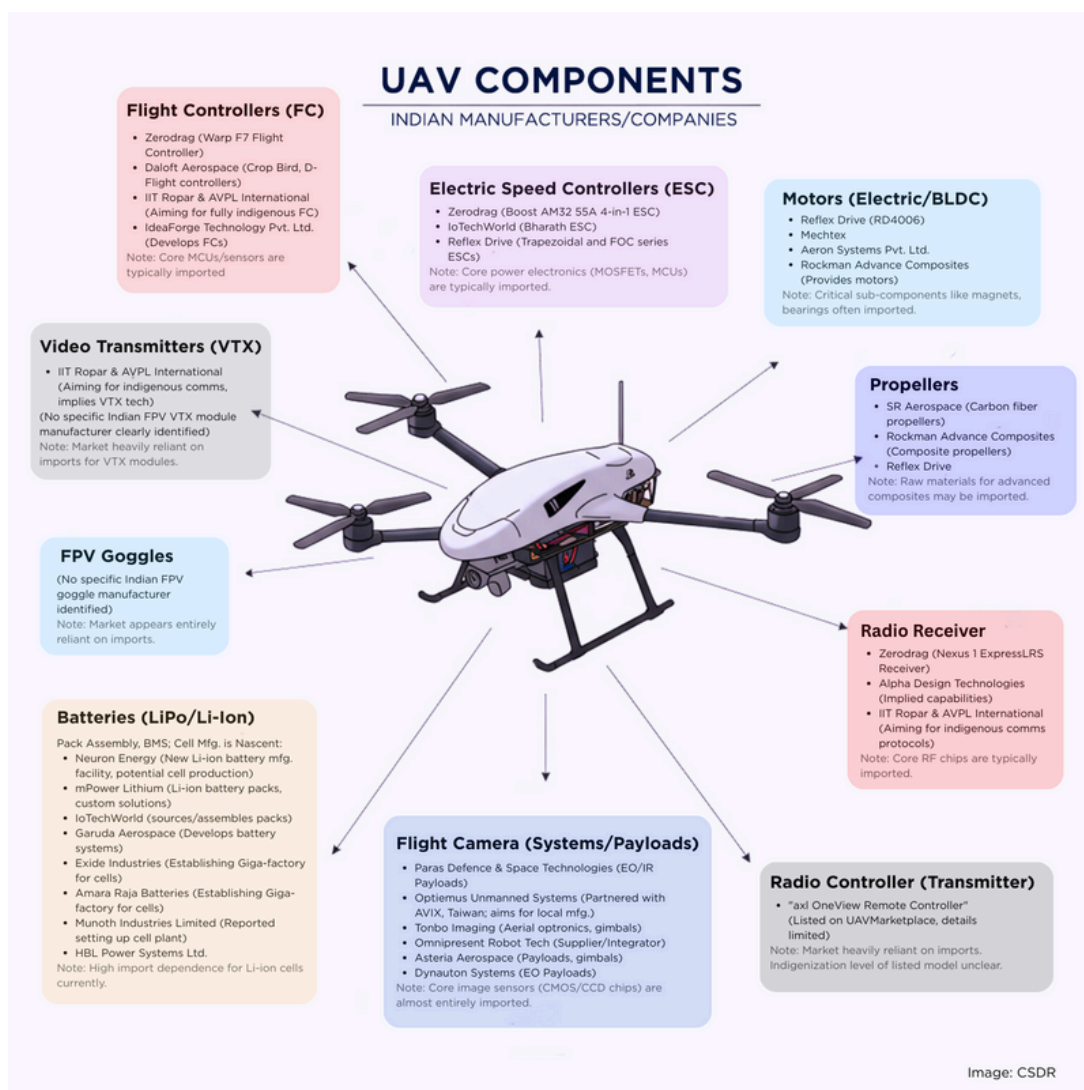 UAV COMPONENTS
INDIAN MANUFACTURERS/COMPANIES
Flight Controllers (FC)
• Zerodrag (Warp F7 Flight
Controller)
• Daloft Aerospace (Crop Bird, D-
Flight controllers)
• IIT Ropar & AVPL International
(Aiming for fully indigenous FC)
• IdeaForge Technology Pvt. Ltd.
(Develops FCs)
Note: Core MCUs/sensors are
typically imported
Electric Speed Controllers (ESC)
• Zerodrag (Boost AM32 55A 4-in-1 ESC)
• IoTechWorld (Bharath ESC)
• Reflex Drive (Trapezoidal and FOC series
ESCs)
Note: Core power electronics (MOSFETs, MCUs)
are typically imported.
Motors (Electric/BLDC)
• Reflex Drive (RD4006)
• Mechtex
• Aeron Systems Pvt. Ltd.
• Rockman Advance Composites
(Provides motors)
Note: Critical sub-components like magnets,
bearings often imported.
Video Transmitters (VTX)
• IIT Ropar & AVPL International
(Aiming for indigenous comms,
implies VTX tech)
(No specific Indian FPV VTX module
manufacturer clearly identified)
Note: Market heavily reliant on
imports for VTX modules.
Propellers
• SR Aerospace (Carbon fiber
propellers)
• Rockman Advance Composites
(Composite propellers)
• Reflex Drive
Note: Raw materials for advanced
composites may be imported.
FPV Goggles
(No specific Indian FPV
goggle manufacturer
identified)
Note: Market appears entirely
reliant on imports.
Radio Receiver
• Zerodrag (Nexus 1 ExpressLRS
Receiver)
• Alpha Design Technologies
(Implied capabilities)
• IIT Ropar & AVPL International
(Aiming for indigenous comms
protocols)
Note: Core RF chips are typically
imported.
Batteries (LiPo/Li-Ion)
Pack Assembly, BMS; Cell Mfg. is Nascent:
• Neuron Energy (New Li-ion battery mfg.
facility, potential cell production)
• mPower Lithium (Li-ion battery packs,
custom solutions)
• IoTechWorld (sources/assembles packs)
• Garuda Aerospace (Develops battery
systems)
• Exide Industries (Establishing Giga-factory
for cells)
• Amara Raja Batteries (Establishing Giga-
factory for cells)
• Munoth Industries Limited (Reported
setting up cell plant)
• HBL Power Systems Ltd.
Note: High import dependence for Li-ion cells
currently.
Flight Camera (Systems/Payloads)
• Paras Defence & Space Technologies (EO/IR
Payloads)
• Optiemus Unmanned Systems (Partnered with
AVIX, Taiwan; aims for local mfg.)
• Tonbo Imaging (Aerial optronics, gimbals)
• Omnipresent Robot Tech (Supplier/Integrator)
• Asteria Aerospace (Payloads, gimbals)
• Dynauton Systems (EO Payloads)
Note: Core image sensors (CMOS/CCD chips) are
almost entirely imported.
Radio Controller (Transmitter)
• "axl OneView Remote Controller"
(Listed on UAVMarketplace, details
limited)
Note: Market heavily reliant on imports.
Indigenization level of listed model unclear.
Image: CSDR